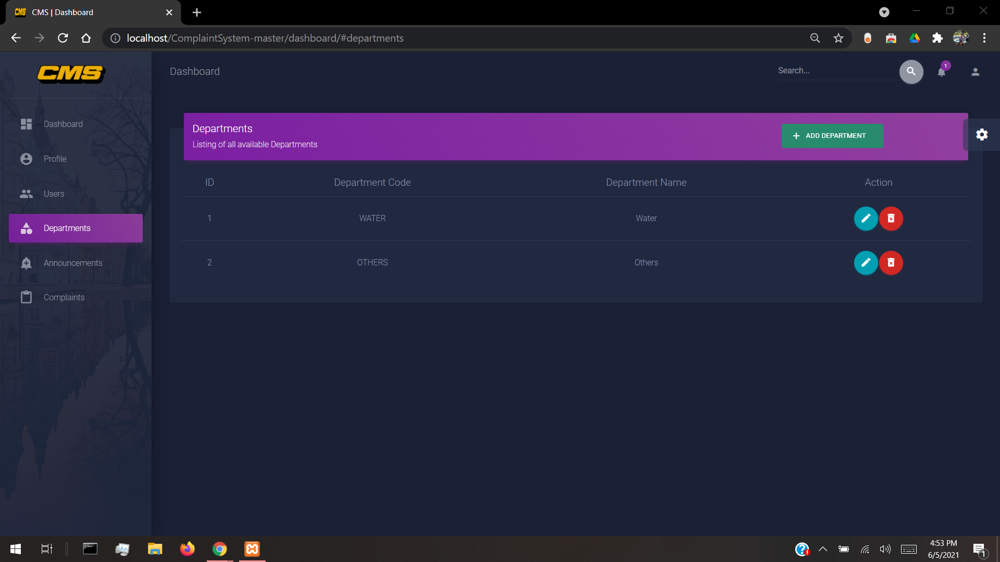 CMS | Dashboard
localhost/ComplaintSystem-master/dashboard/#departments
CMS
Dashboard
Search...
1
Dashboard
Profile
Users
Departments
Announcements
Complaints
Departments
Listing of all available Departments
ADD DEPARTMENT
ID Department Code Department Name Action
1 WATER Water
2 OTHERS Others
4:53 PM
6/5/2021
1